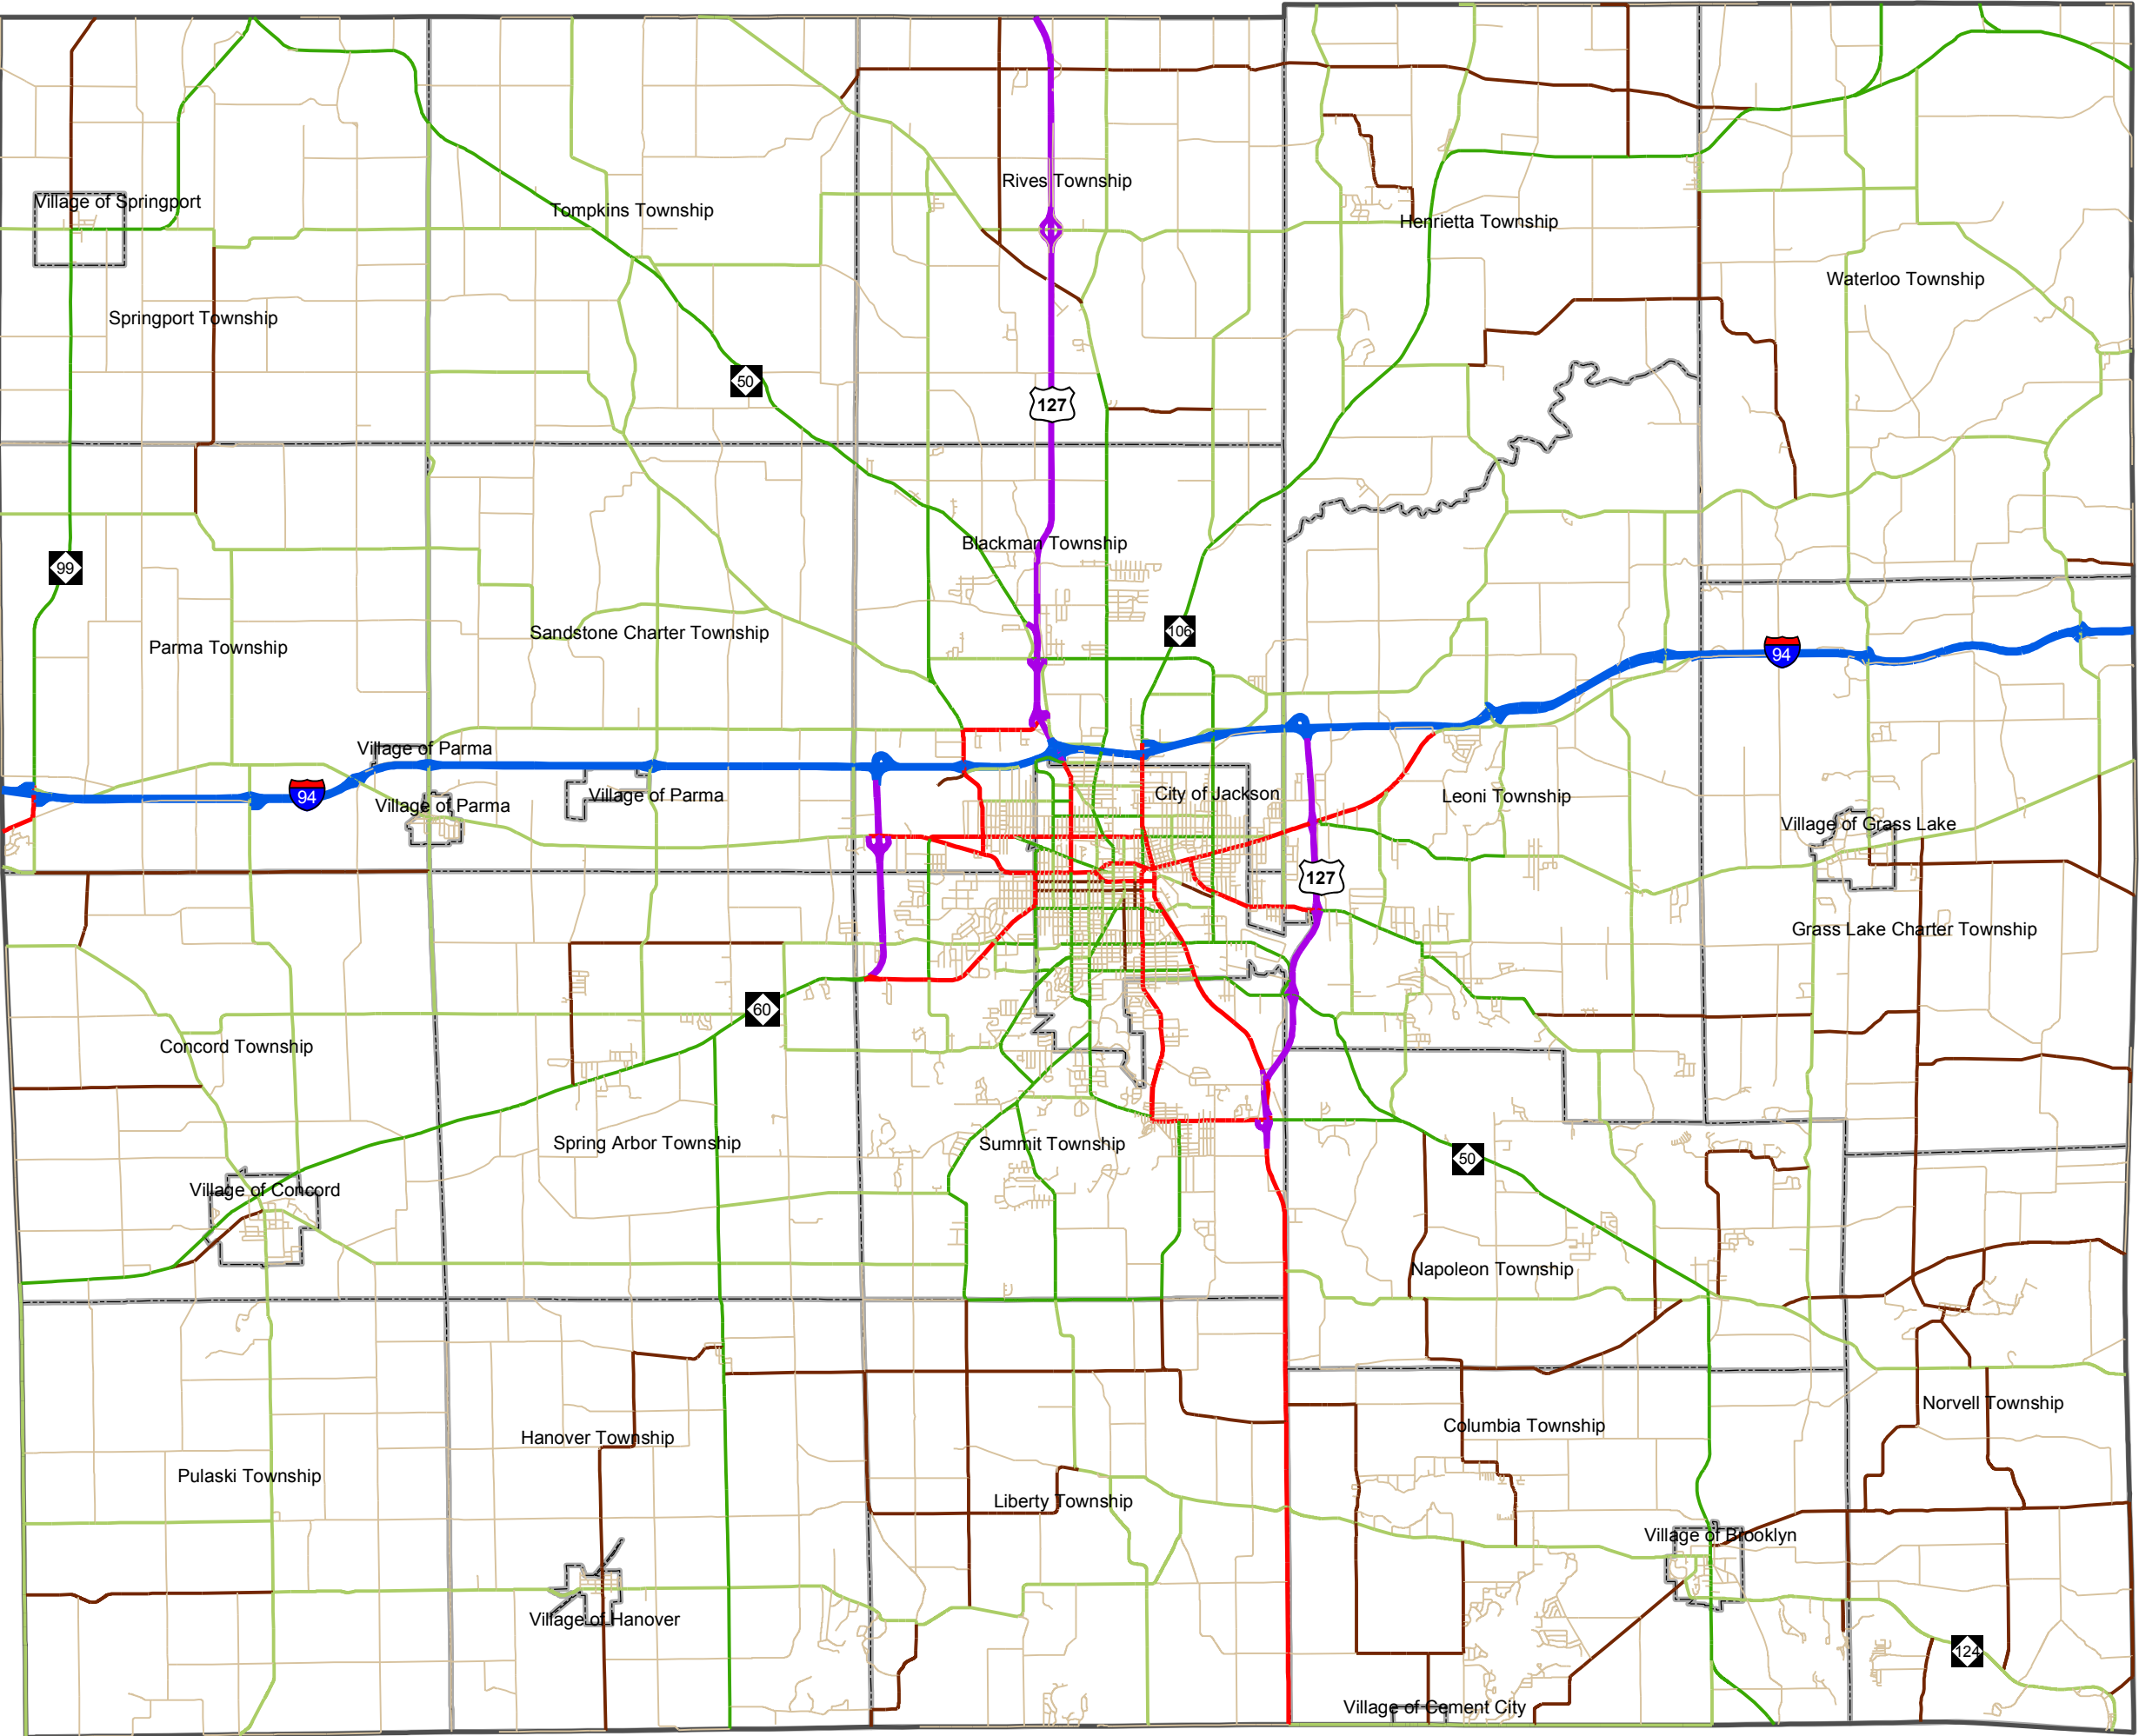 Rives Township
Village of Springport
Tompkins Township
Henrietta Township
Waterloo Township
Springport Township
50
127
Blackman Township
99
106
Sandstone Charter Township
Parma Township
94
Village of Parma
94
Village of Parma
Village of Parma
City of Jackson
Leoni Township
Village of Grass Lake
127
Grass Lake Charter Township
60
Concord Township
Spring Arbor Township
Summit Township
50
Village of Concord
Napoleon Township
Norvell Township
Columbia Township
Hanover Township
Pulaski Township
Liberty Township
Village of Brooklyn
Village of Hanover
124
Village of Cement City